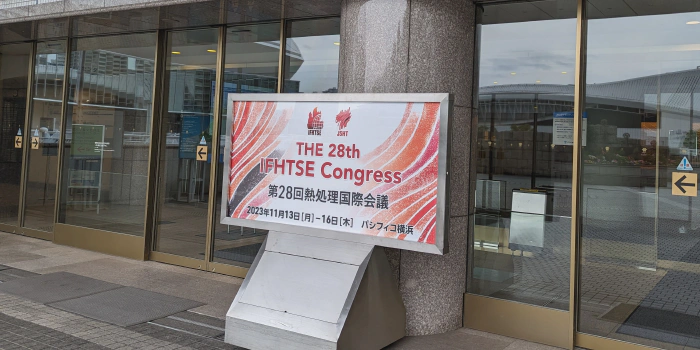 IFHTSE
JSHT
THE 28th
IFHTSE Congress
第28回熱処理国際会議
2023年11月13日[月]-16日[木] パシフィコ横浜